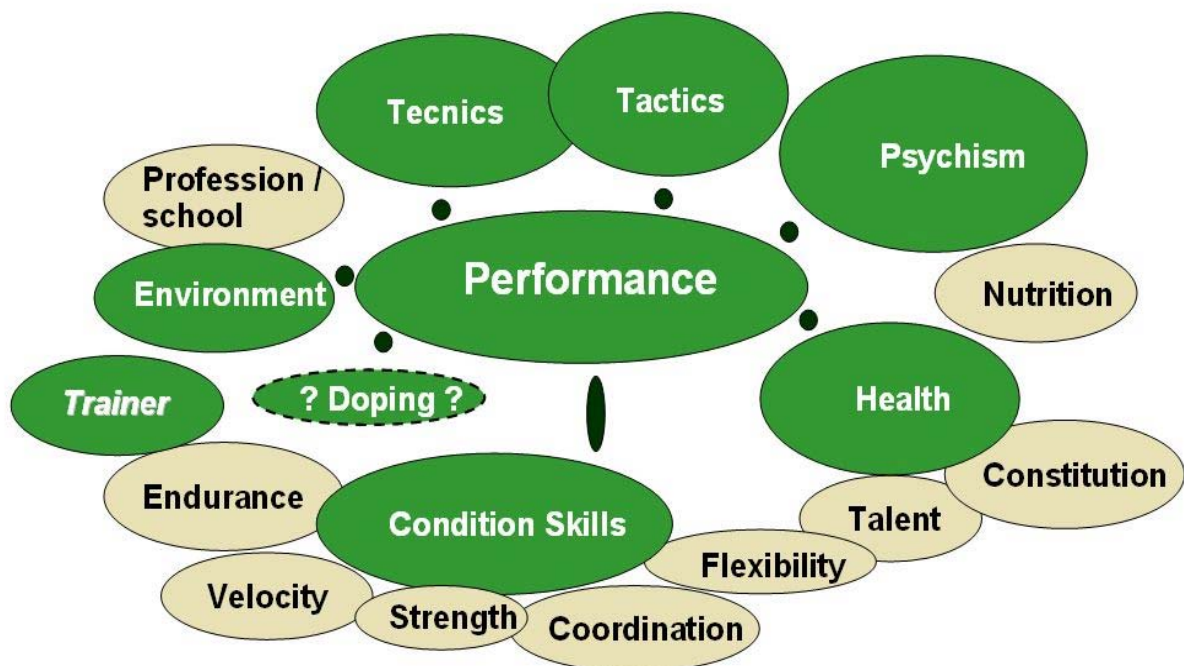 Tecnics
Tactics
Psychism
Profession /
school
Performance
Environment
Nutrition
Trainer
? Doping ?
Health
Endurance
Condition Skills
Constitution
Talent
Flexibility
Velocity
Strength
Coordination